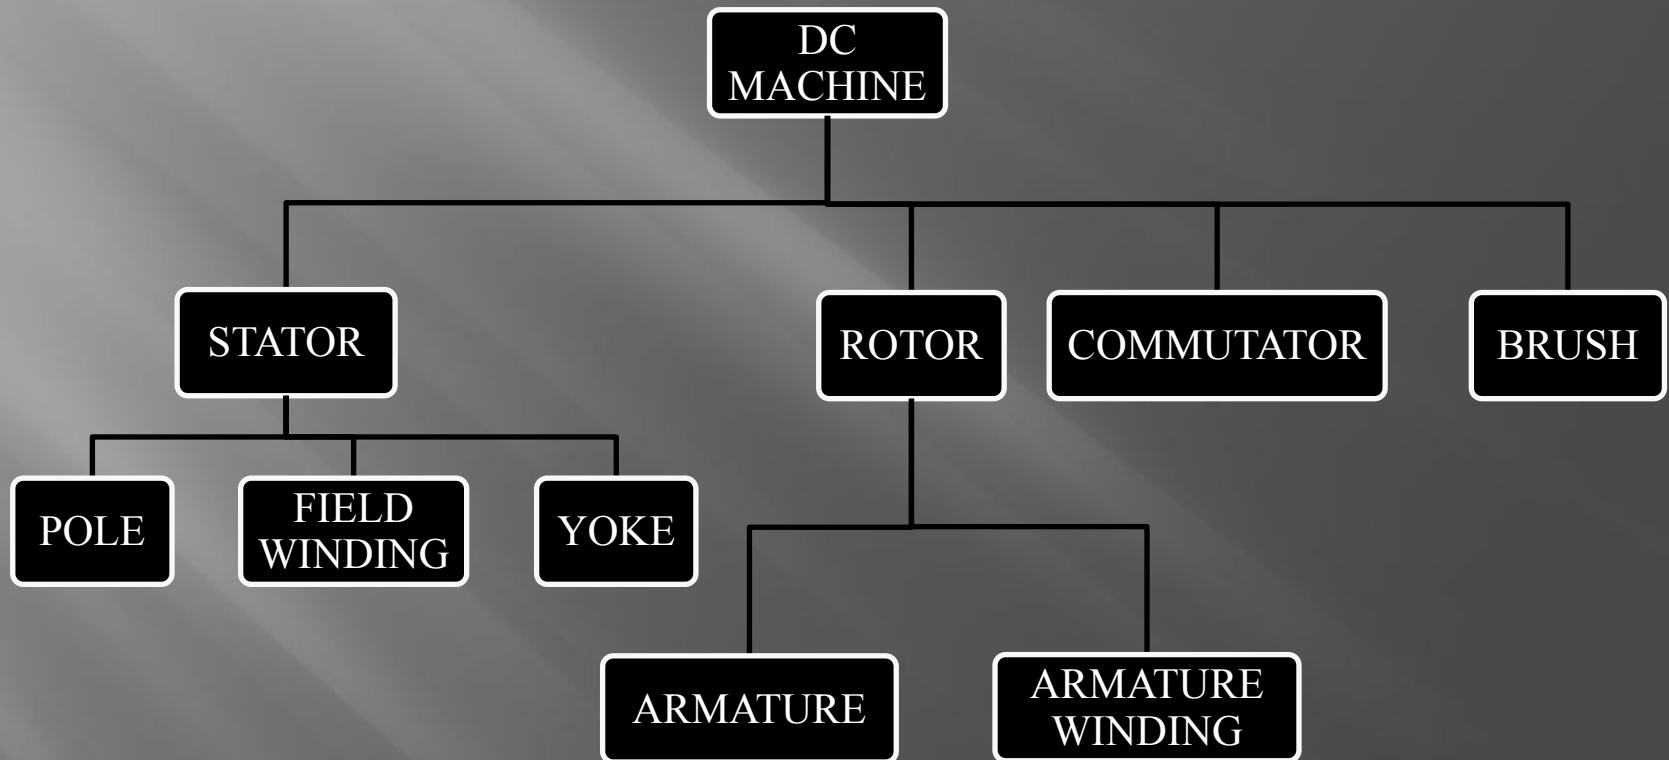 DC
MACHINE
STATOR
ROTOR
COMMUTATOR
BRUSH
POLE
FIELD
WINDING
YOKE
ARMATURE
ARMATURE
WINDING